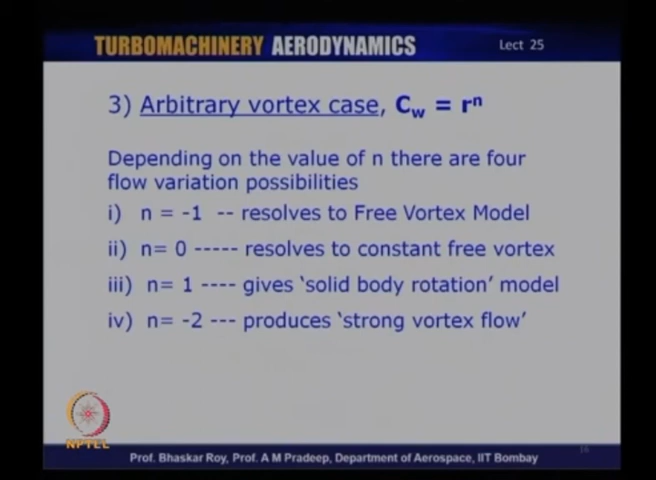 TURBOMACHINERY AERODYNAMICS Lect 25
3) Arbitrary vortex case, Cw = rⁿ
Depending on the value of n there are four
flow variation possibilities
i) n = -1 -- resolves to Free Vortex Model
ii) n= 0 ----- resolves to constant free vortex
iii) n= 1 ---- gives ‘solid body rotation’ model
iv) n= -2 --- produces ‘strong vortex flow’
NPTEL
Prof. Bhaskar Roy, Prof. A M Pradeep, Department of Aerospace, IIT Bombay
16